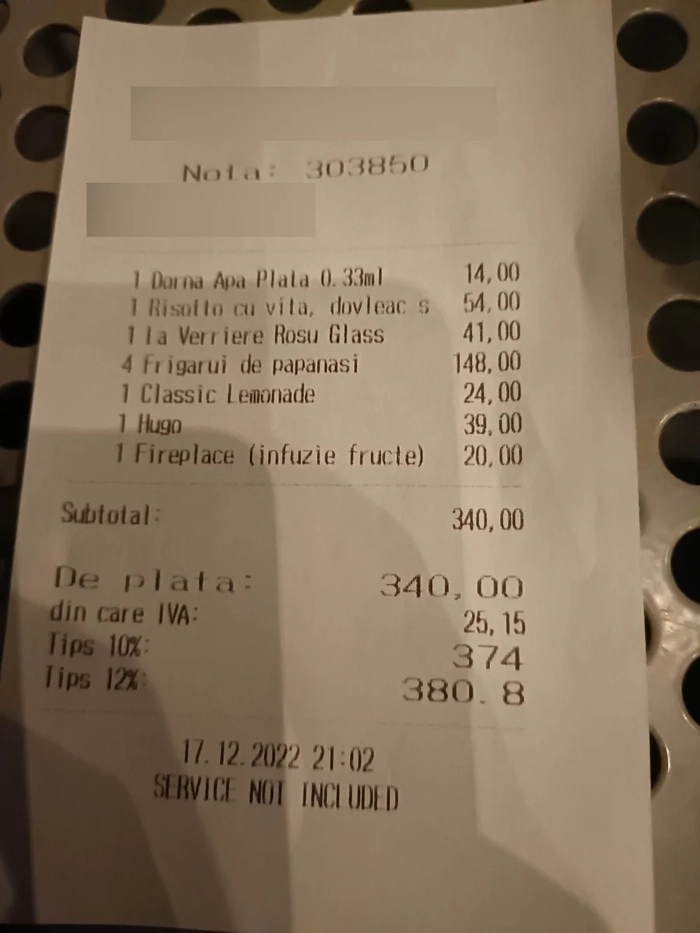 Nota: 303850
1 Dorna Apa Plata 0.33ml 14,00
1 Risotto cu vita, dovleac s 54,00
1 la Verriere Rosu Glass 41,00
4 Frigarui de papanasi 148,00
1 Classic Lemonade 24,00
1 Hugo 39,00
1 Fireplace (infuzie fructe) 20,00
Subtotal: 340,00
De plata: 340,00
din care IVA: 25,15
Tips 10%: 374
Tips 12%: 380.8
17.12.2022 21:02
SERVICE NOT INCLUDED